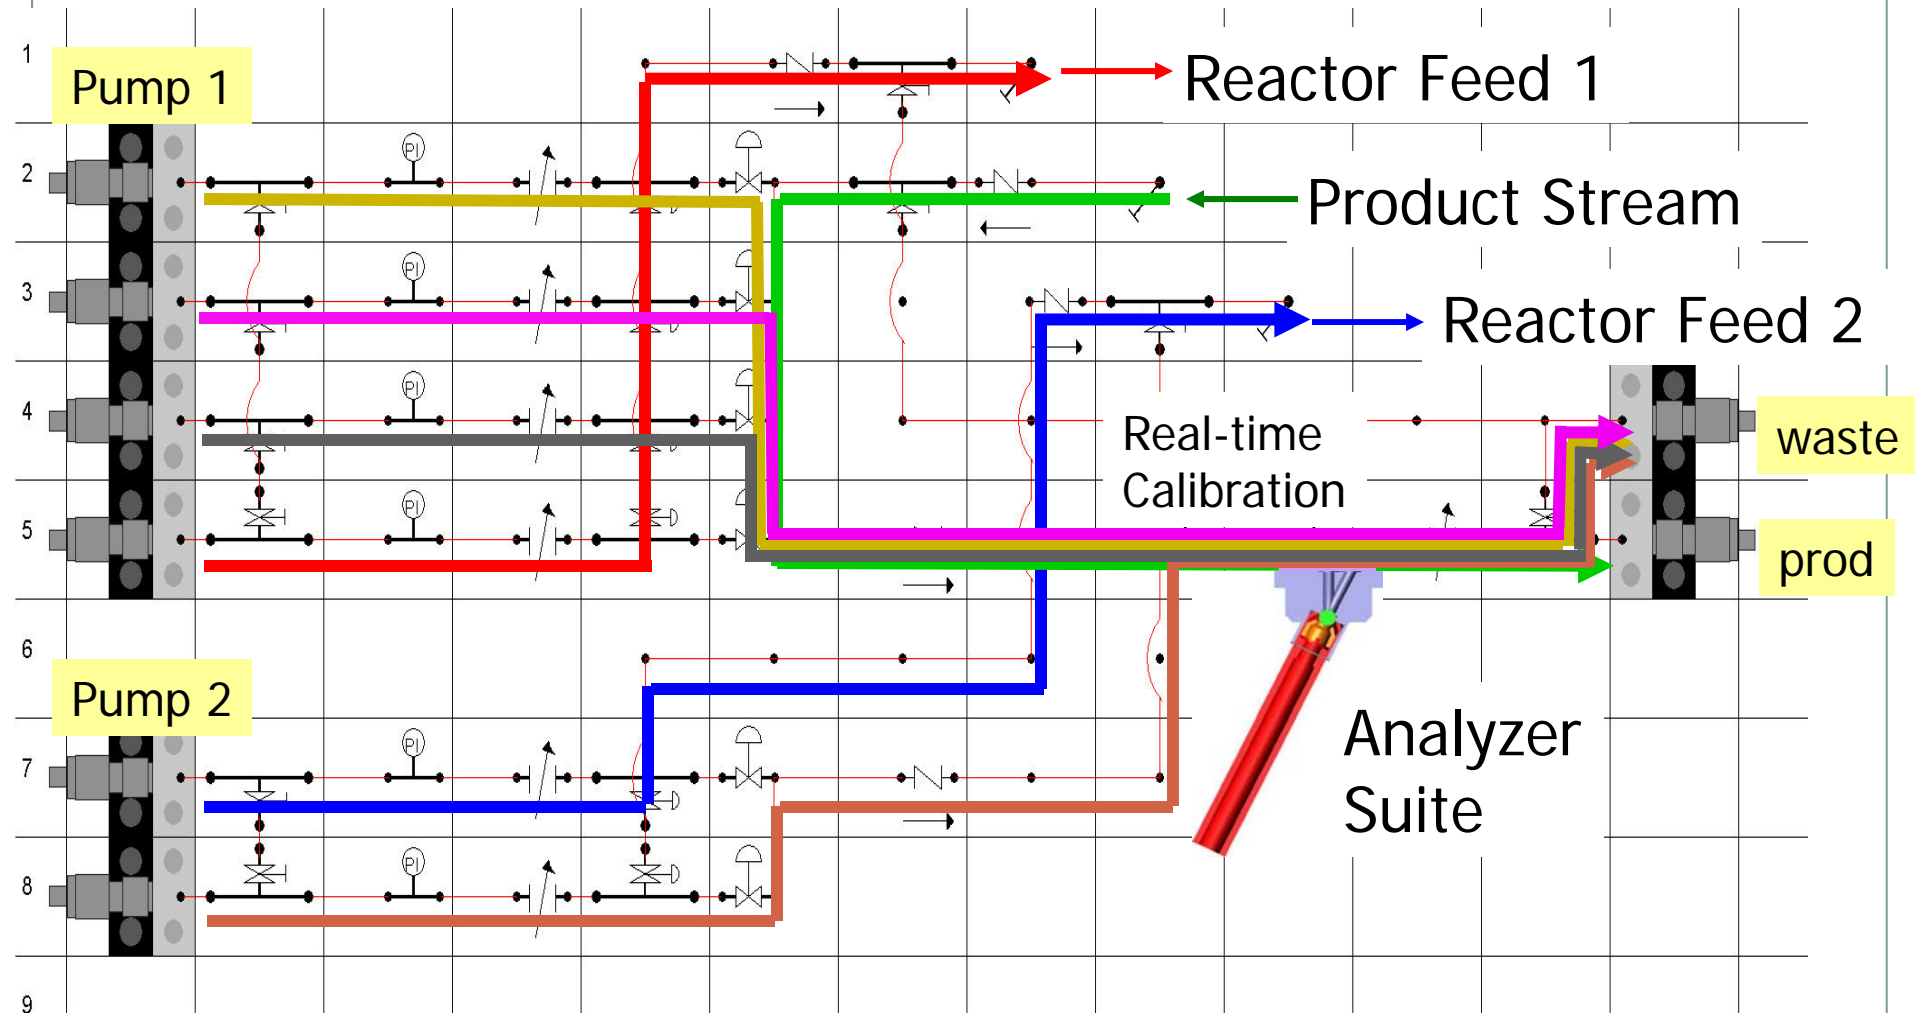 1
Pump 1
Reactor Feed 1
PI
2
Product Stream
PI
3
Reactor Feed 2
PI
4
Real-time
Calibration
waste
PI
5
prod
6
Pump 2
PI
7
Analyzer
Suite
PI
8
9